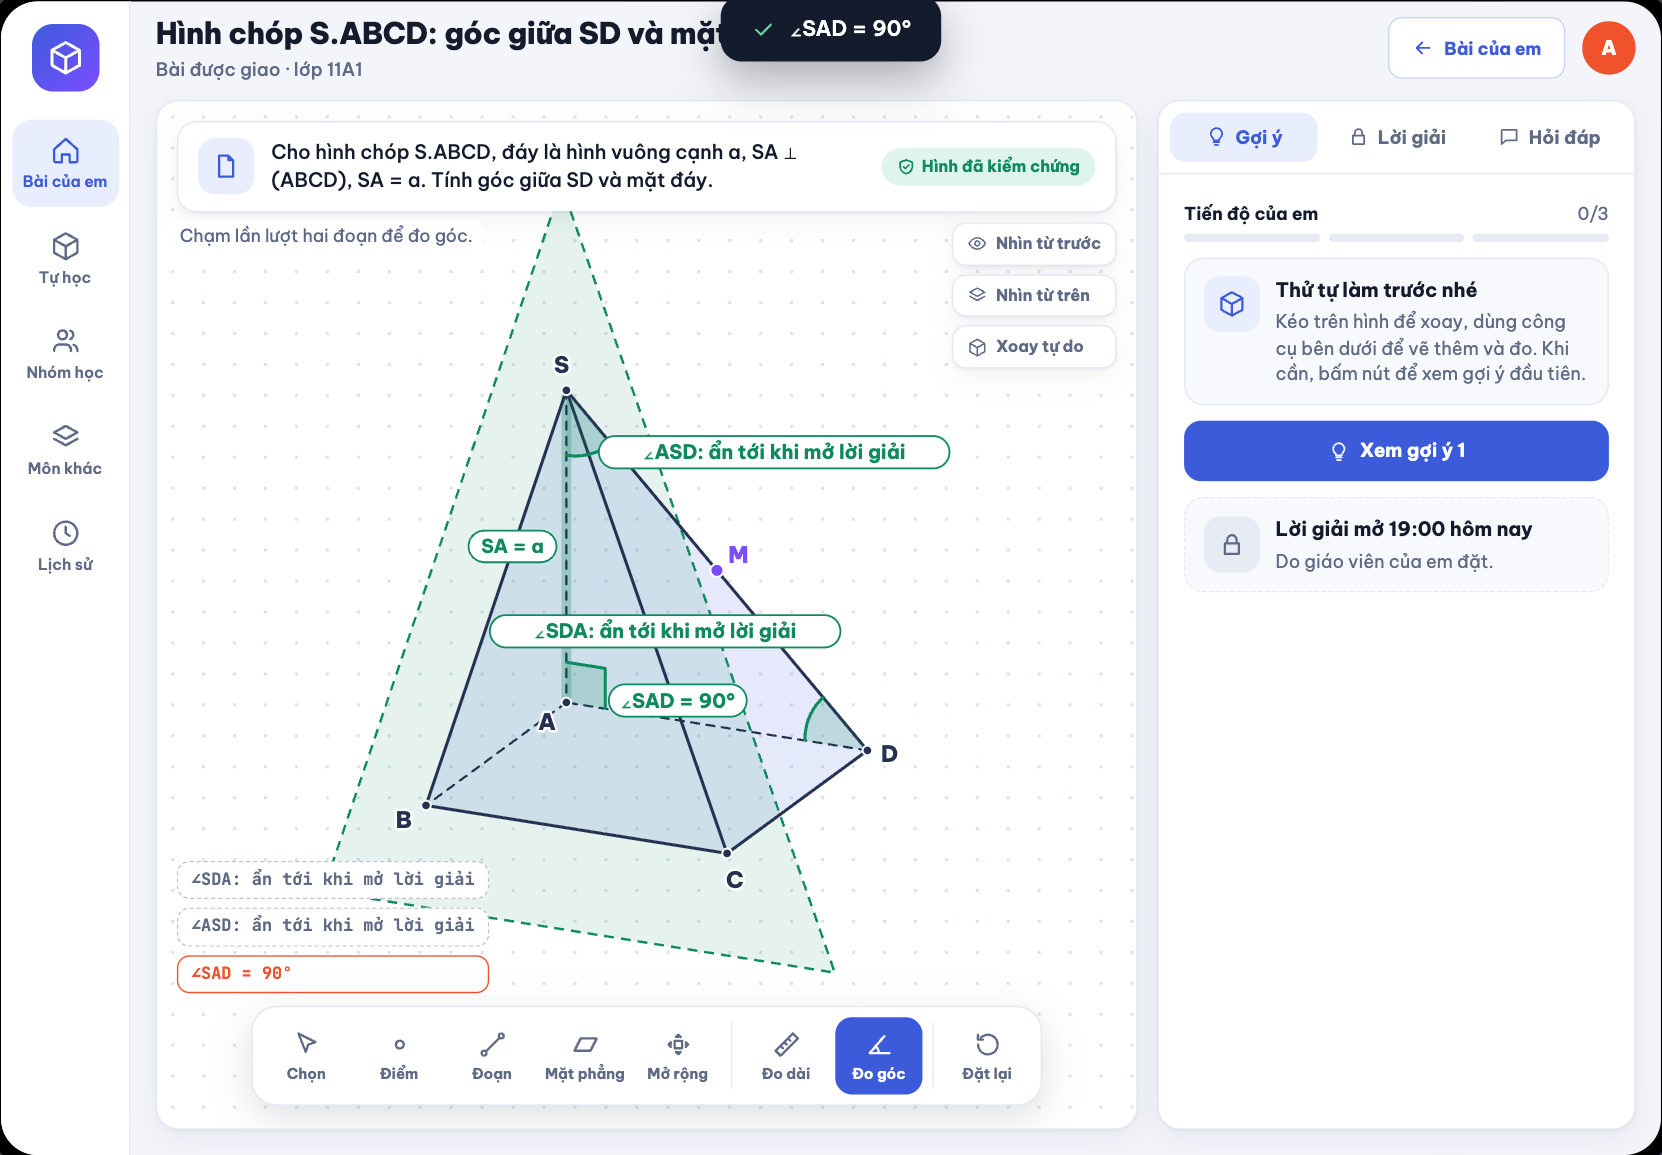 Hình chóp S.ABCD: góc giữa SD và mặt
∠SAD = 90°
Bài được giao · lớp 11A1
Bài của em
A
Bài của em
Tự học
Nhóm học
Môn khác
Lịch sử
Cho hình chóp S.ABCD, đáy là hình vuông cạnh a, SA ⊥
(ABCD), SA = a. Tính góc giữa SD và mặt đáy.
Hình đã kiểm chứng
Chạm lần lượt hai đoạn để đo góc.
Nhìn từ trước
Nhìn từ trên
Xoay tự do
S
∠ASD: ẩn tới khi mở lời giải
SA = a
M
∠SDA: ẩn tới khi mở lời giải
∠SAD = 90°
A
D
B
C
∠SDA: ẩn tới khi mở lời giải
∠ASD: ẩn tới khi mở lời giải
∠SAD = 90°
Chọn
Điểm
Đoạn
Mặt phẳng
Mở rộng
Đo dài
Đo góc
Đặt lại
Gợi ý
Lời giải
Hỏi đáp
Tiến độ của em
0/3
Thử tự làm trước nhé
Kéo trên hình để xoay, dùng công
cụ bên dưới để vẽ thêm và đo. Khi
cần, bấm nút để xem gợi ý đầu tiên.
Xem gợi ý 1
Lời giải mở 19:00 hôm nay
Do giáo viên của em đặt.